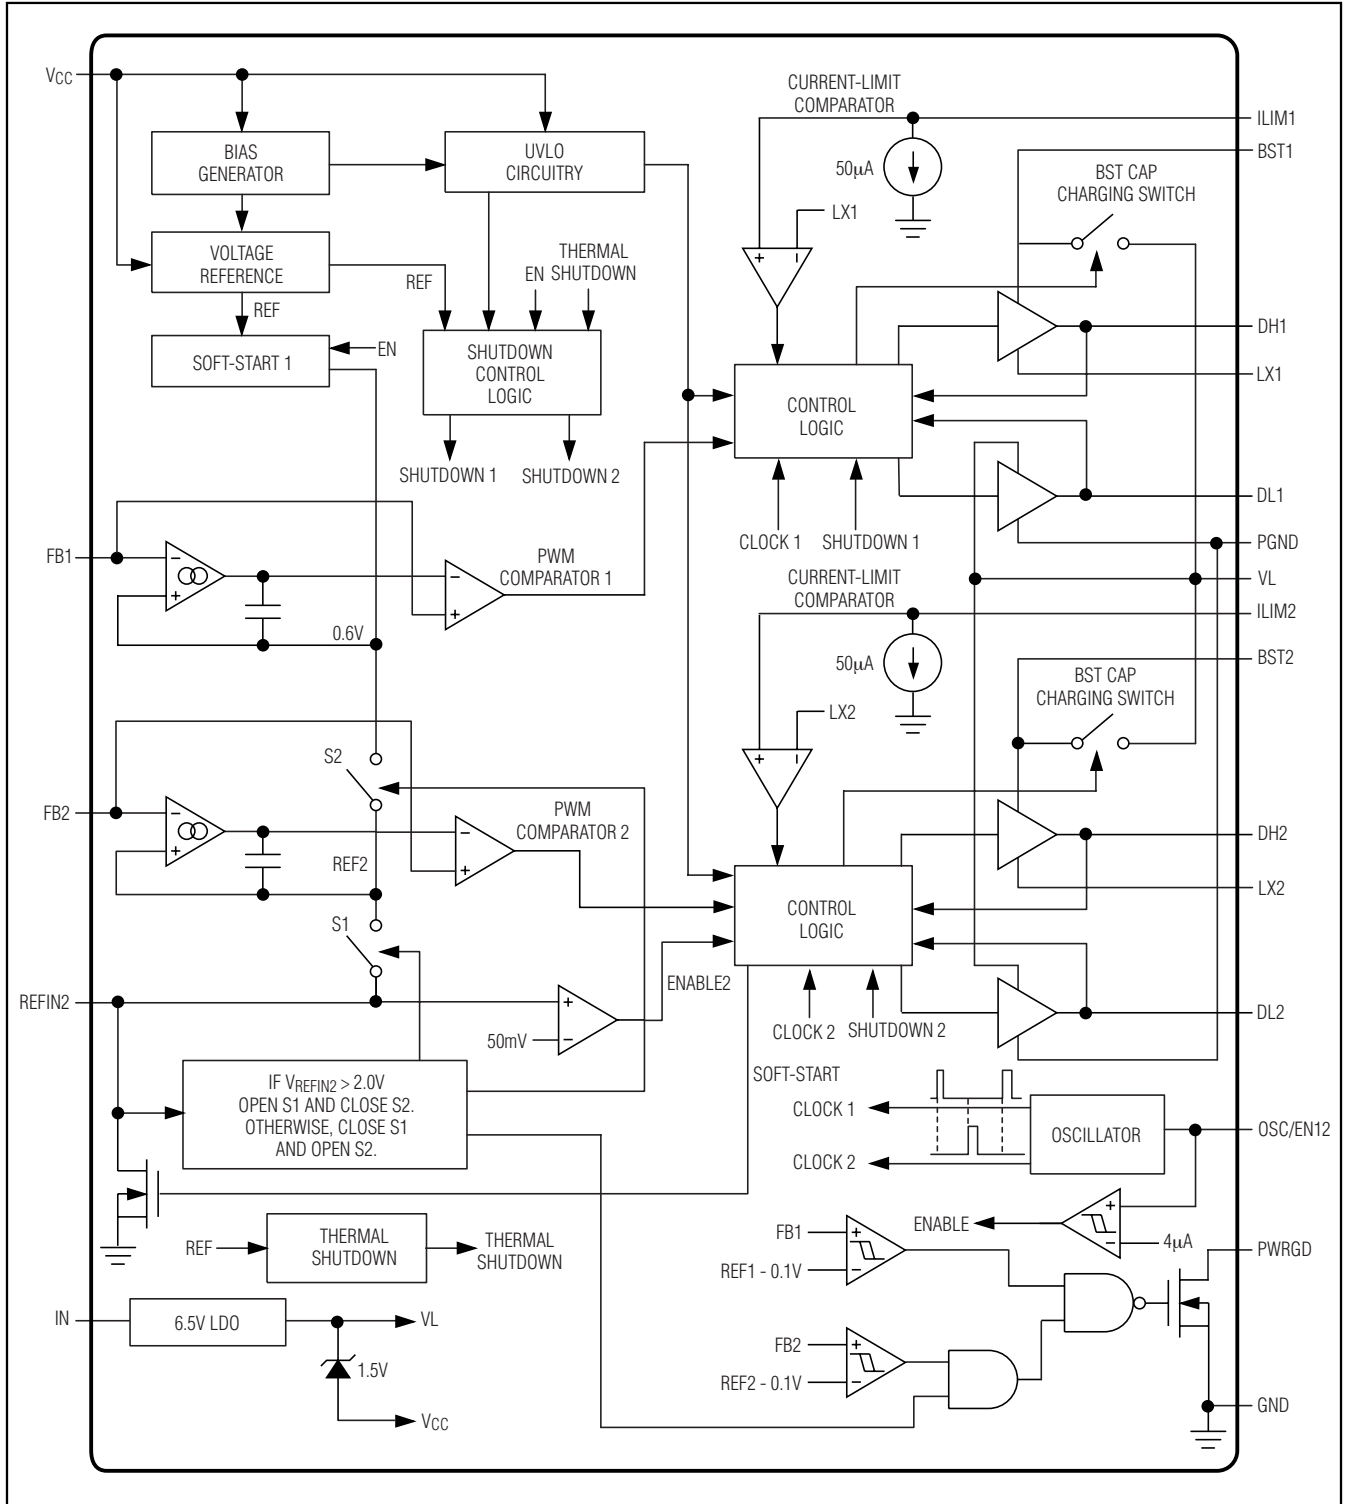 VCC
BIAS
GENERATOR
UVLO
CIRCUITRY
VOLTAGE
REFERENCE
REF
REF
THERMAL
EN SHUTDOWN
SOFT-START 1
EN
SHUTDOWN
CONTROL
LOGIC
SHUTDOWN 1
SHUTDOWN 2
CURRENT-LIMIT
COMPARATOR
50µA
LX1
+
−
ILIM1
BST1
BST CAP
CHARGING SWITCH
DH1
LX1
CONTROL
LOGIC
DL1
CLOCK 1
SHUTDOWN 1
PGND
VL
FB1
−
+
−
+
PWM
COMPARATOR 1
0.6V
CURRENT-LIMIT
COMPARATOR
50µA
LX2
+
−
ILIM2
BST2
BST CAP
CHARGING SWITCH
S2
FB2
−
+
−
+
PWM
COMPARATOR 2
REF2
DH2
LX2
CONTROL
LOGIC
S1
ENABLE2
REFIN2
+
−
50mV
CLOCK 2
SHUTDOWN 2
DL2
IF VREFIN2 > 2.0V
OPEN S1 AND CLOSE S2.
OTHERWISE, CLOSE S1
AND OPEN S2.
SOFT-START
CLOCK 1
CLOCK 2
OSCILLATOR
OSC/EN12
ENABLE
+
−
4µA
REF
THERMAL
SHUTDOWN
THERMAL
SHUTDOWN
FB1
+
REF1 - 0.1V
−
PWRGD
IN
6.5V LDO
VL
1.5V
VCC
FB2
+
REF2 - 0.1V
−
GND